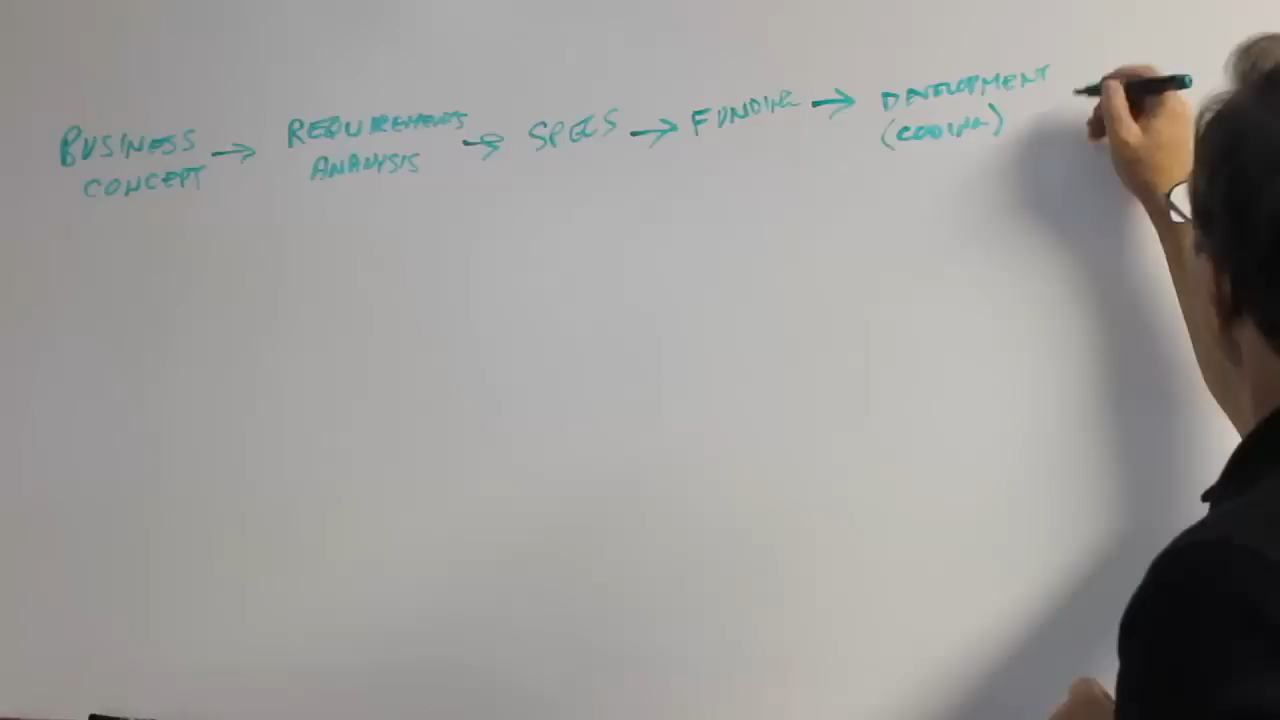 BUSINESS
CONCEPT →
REQUIREMENTS
ANALYSIS →
SPECS →
FUNDING →
DEVELOPMENT
(CODING)